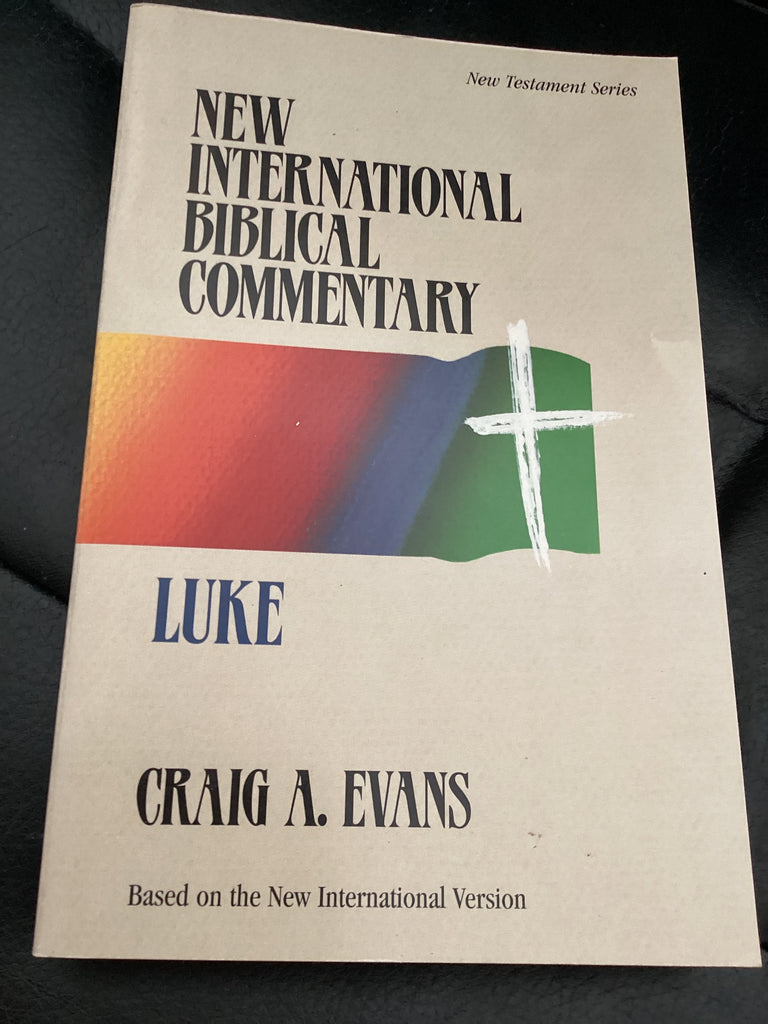 New Testament Series
NEW
INTERNATIONAL
BIBLICAL
COMMENTARY
LUKE
CRAIG A. EVANS
Based on the New International Version